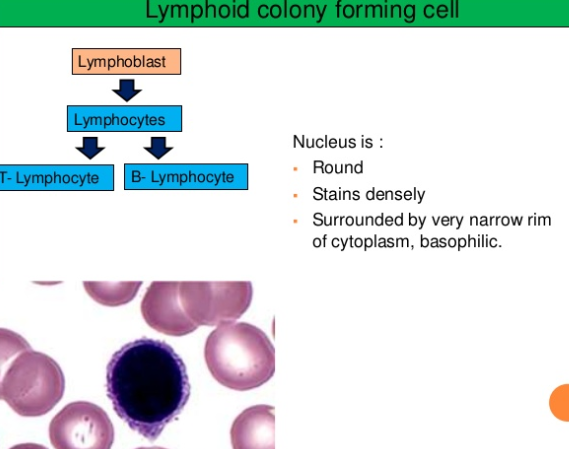 Lymphoid colony forming cell
Lymphoblast
Lymphocytes
T- Lymphocyte
B- Lymphocyte
Nucleus is :
▪ Round
▪ Stains densely
▪ Surrounded by very narrow rim
of cytoplasm, basophilic.